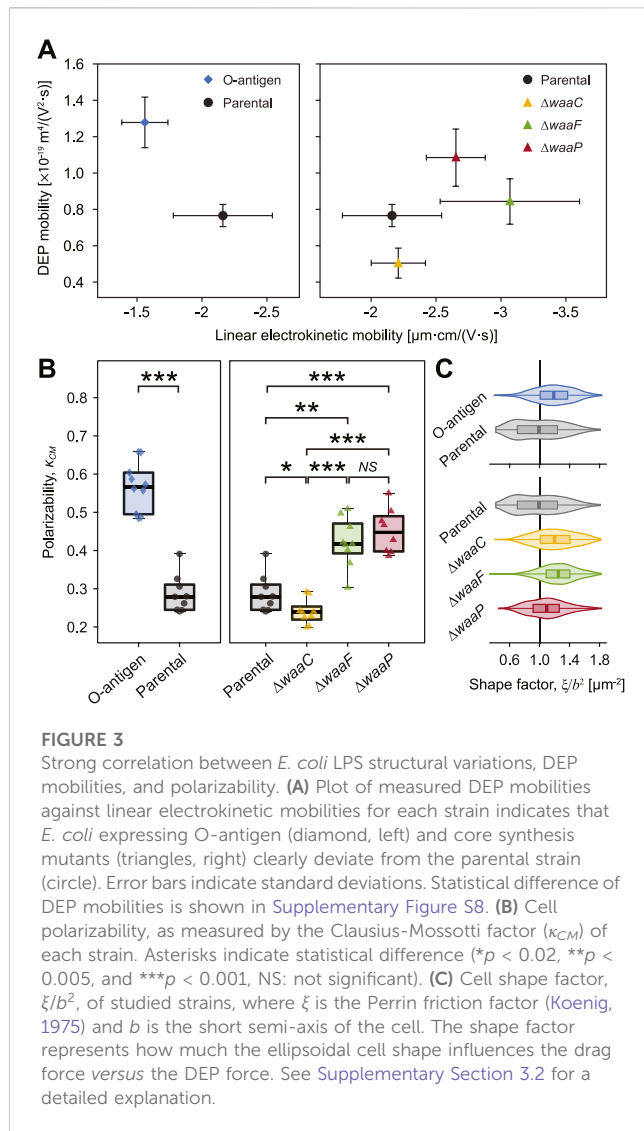 A
O-antigen
Parental
Parental
ΔwaaC
ΔwaaF
ΔwaaP
DEP mobility [×10⁻¹⁹ m⁴/(V²·s)]
1.6
1.4
1.2
1.0
0.8
0.6
0.4
-1.5
-2
-2.5
-2
-2.5
-3
-3.5
Linear electrokinetic mobility [μm·cm/(V·s)]
B
Polarizability, κCM
0.8
0.7
0.6
0.5
0.4
0.3
0.2
***
***
**
***
*
***
NS
O-antigen
Parental
Parental
ΔwaaC
ΔwaaF
ΔwaaP
C
O-antigen
Parental
Parental
ΔwaaC
ΔwaaF
ΔwaaP
0.6
1.0
1.4
1.8
Shape factor, ξ/b² [μm⁻²]
FIGURE 3
Strong correlation between E. coli LPS structural variations, DEP
mobilities, and polarizability. (A) Plot of measured DEP mobilities
against linear electrokinetic mobilities for each strain indicates that
E. coli expressing O-antigen (diamond, left) and core synthesis
mutants (triangles, right) clearly deviate from the parental strain
(circle). Error bars indicate standard deviations. Statistical difference of
DEP mobilities is shown in Supplementary Figure S8. (B) Cell
polarizability, as measured by the Clausius-Mossotti factor (κCM) of
each strain. Asterisks indicate statistical difference (*p < 0.02, **p <
0.005, and ***p < 0.001, NS: not significant). (C) Cell shape factor,
ξ/b², of studied strains, where ξ is the Perrin friction factor (Koenig,
1975) and b is the short semi-axis of the cell. The shape factor
represents how much the ellipsoidal cell shape influences the drag
force versus the DEP force. See Supplementary Section 3.2 for a
detailed explanation.